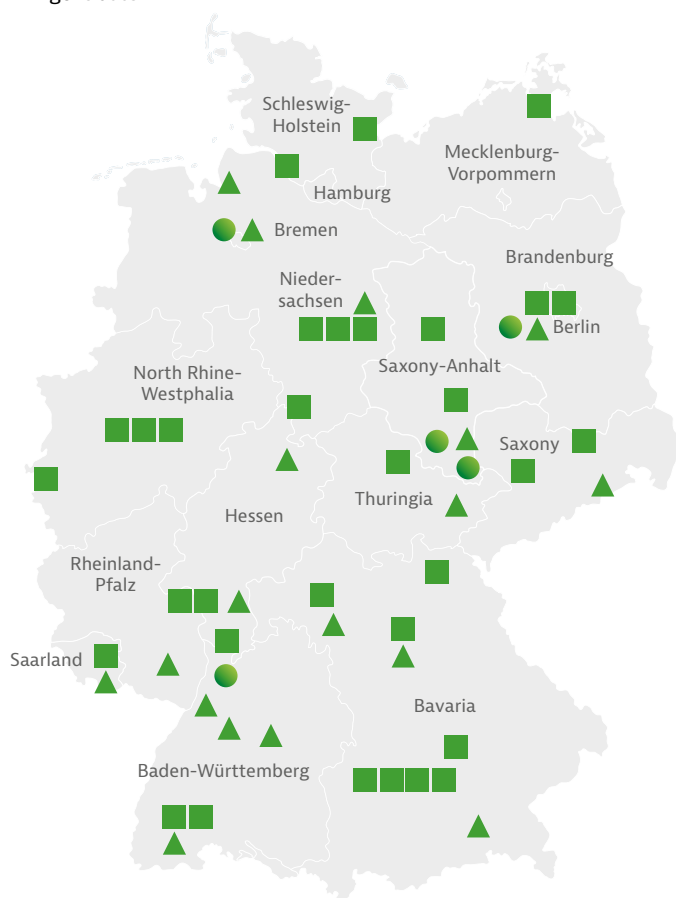 Schleswig-
Holstein
Mecklenburg-
Vorpommern
Hamburg
Bremen
Brandenburg
Nieder-
sachsen
Berlin
Saxony-Anhalt
North Rhine-
Westphalia
Saxony
Thuringia
Hessen
Rheinland-
Pfalz
Saarland
Bavaria
Baden-Württemberg